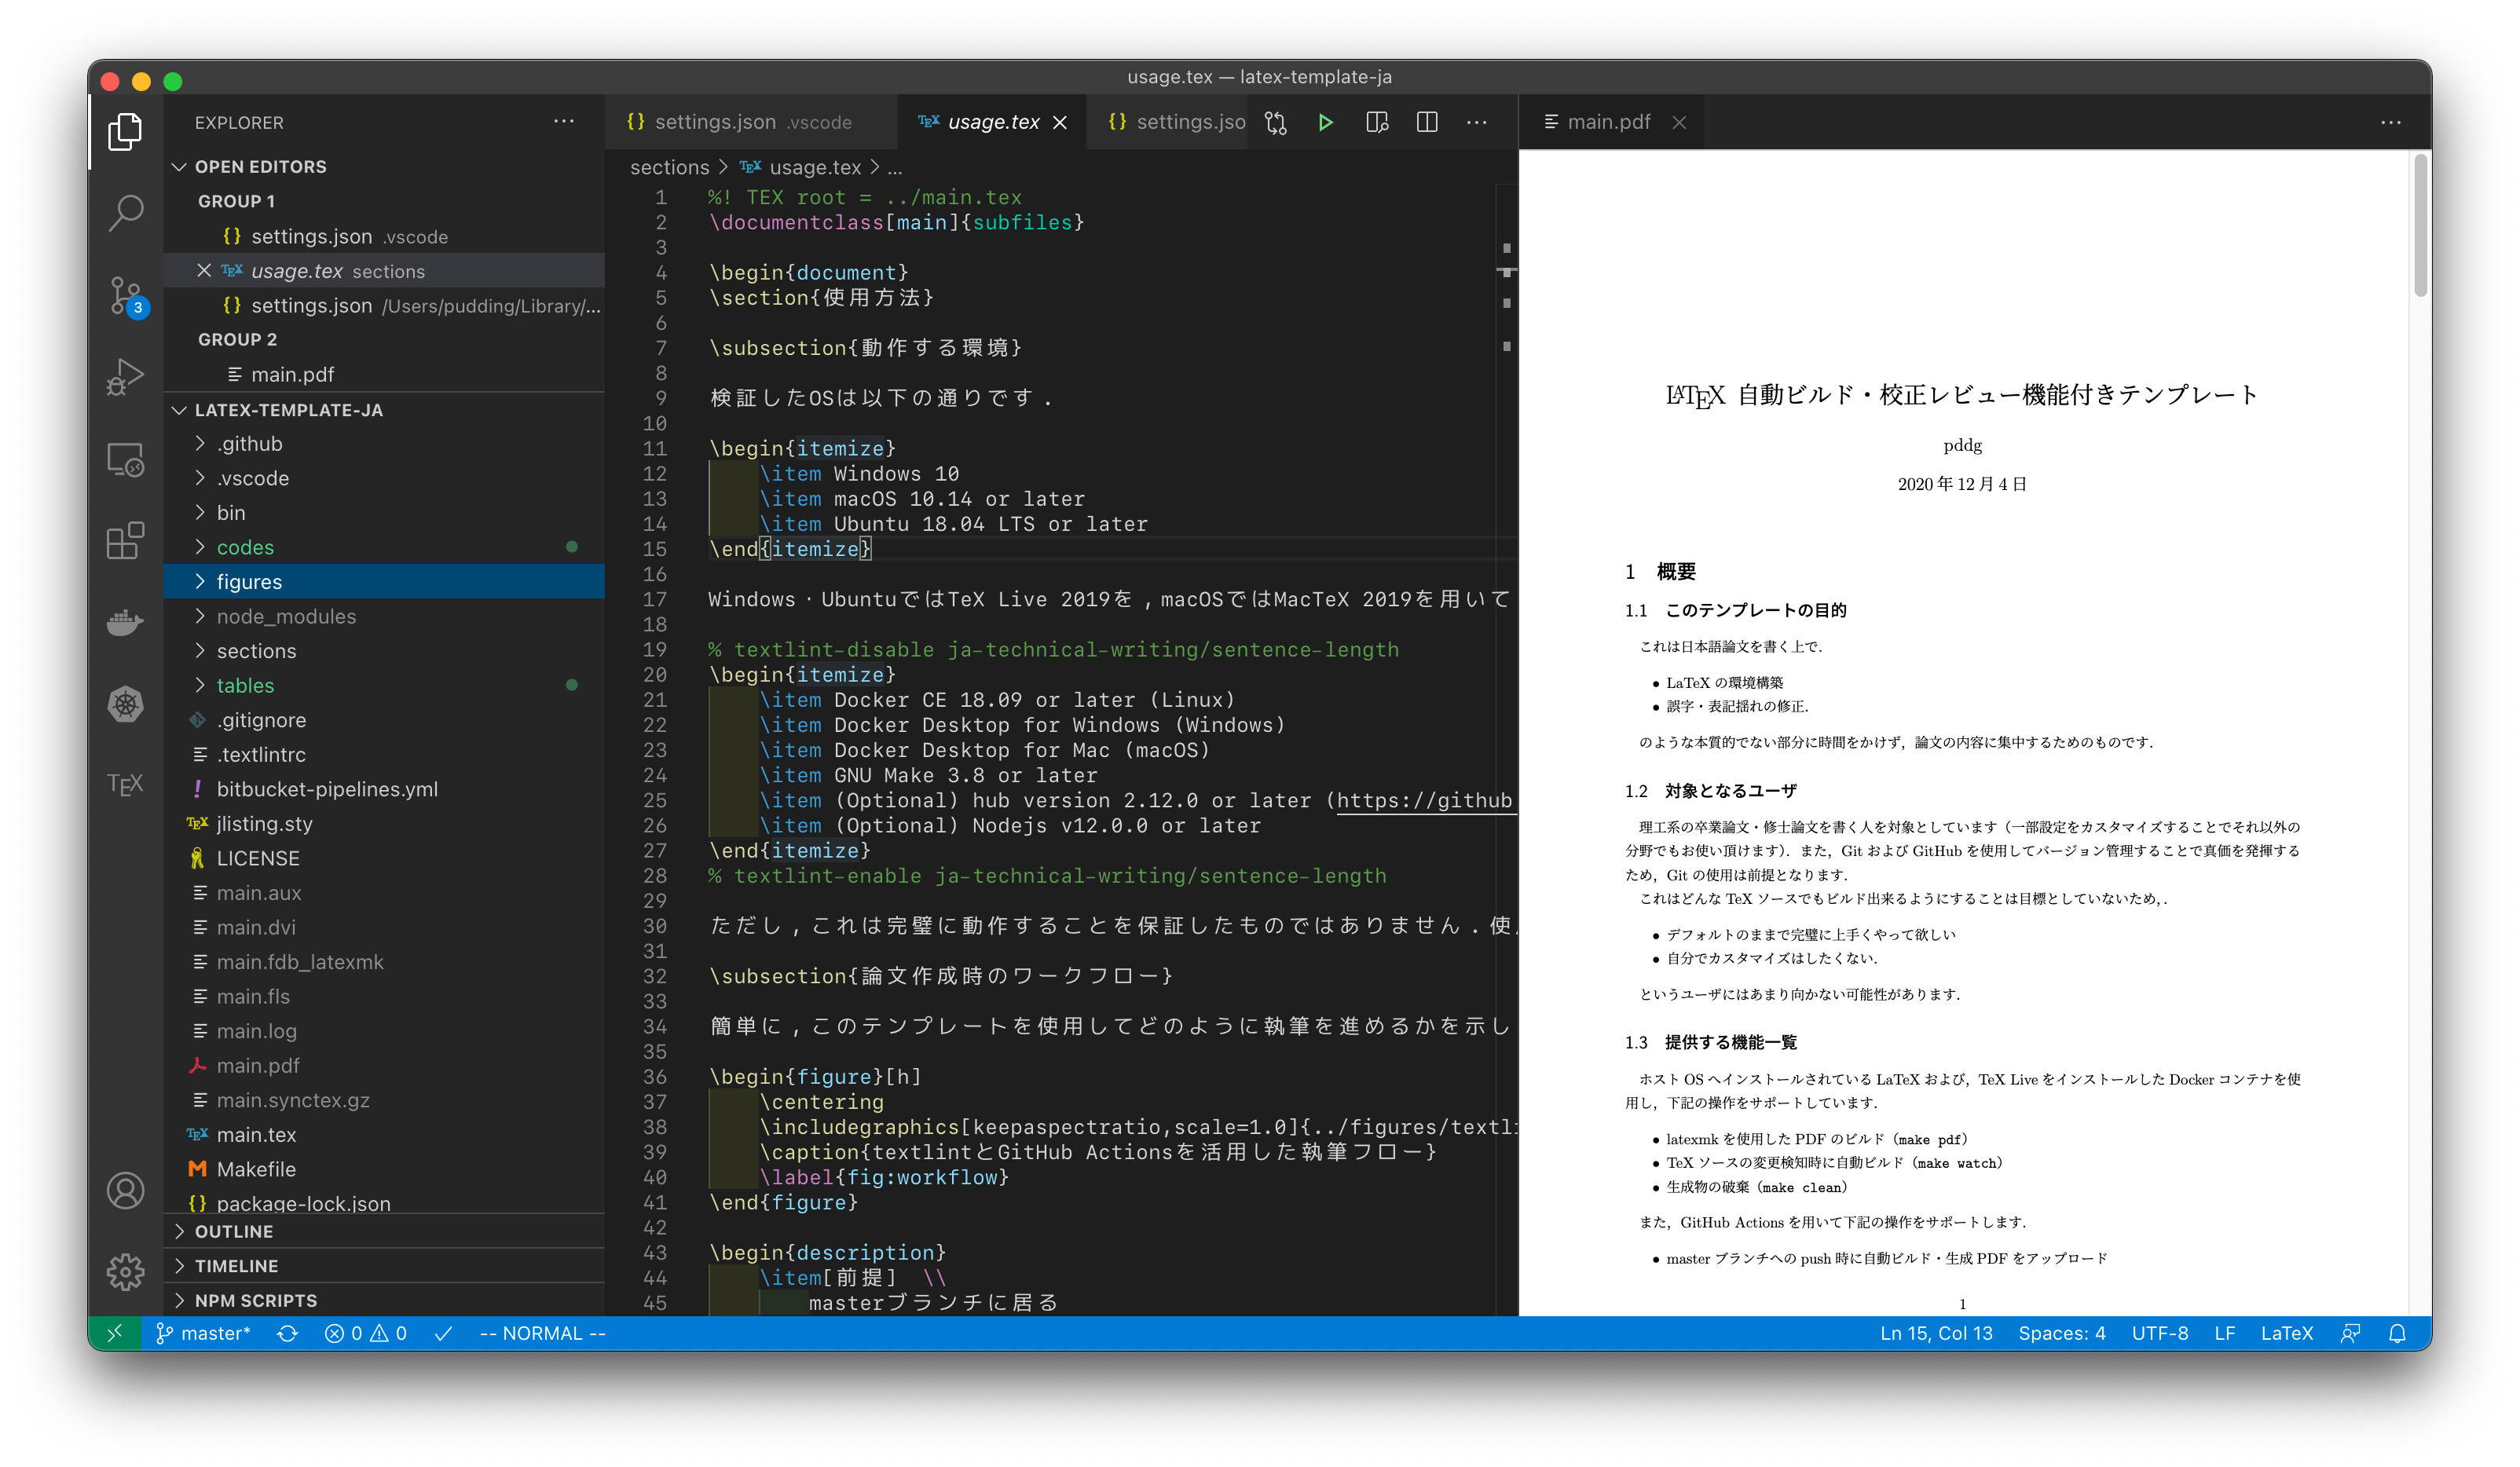 usage.tex — latex-template-ja
EXPLORER
OPEN EDITORS
GROUP 1
{} settings.json .vscode
TEX usage.tex sections
{} settings.json /Users/pudding/Library/...
GROUP 2
main.pdf
LATEX-TEMPLATE-JA
.github
.vscode
bin
codes
figures
node_modules
sections
tables
.gitignore
.textlintrc
! bitbucket-pipelines.yml
TEX jlisting.sty
LICENSE
main.aux
main.dvi
main.fdb_latexmk
main.fls
main.log
main.pdf
main.synctex.gz
TEX main.tex
M Makefile
{} package-lock.json
OUTLINE
TIMELINE
NPM SCRIPTS
3
TEX
{} settings.json .vscode
TEX usage.tex
{} settings.jso
sections > TEX usage.tex > ...
1 %! TEX root = ../main.tex
2 \documentclass[main]{subfiles}
3
4 \begin{document}
5 \section{使用方法}
6
7 \subsection{動作する環境}
8
9 検証したOSは以下の通りです．
10
11 \begin{itemize}
12 \item Windows 10
13 \item macOS 10.14 or later
14 \item Ubuntu 18.04 LTS or later
15 \end{itemize}
16
17 Windows・UbuntuではTeX Live 2019を，macOSではMacTeX 2019を用いて
18
19 % textlint-disable ja-technical-writing/sentence-length
20 \begin{itemize}
21 \item Docker CE 18.09 or later (Linux)
22 \item Docker Desktop for Windows (Windows)
23 \item Docker Desktop for Mac (macOS)
24 \item GNU Make 3.8 or later
25 \item (Optional) hub version 2.12.0 or later (https://github
26 \item (Optional) Nodejs v12.0.0 or later
27 \end{itemize}
28 % textlint-enable ja-technical-writing/sentence-length
29
30 ただし，これは完璧に動作することを保証したものではありません．使
31
32 \subsection{論文作成時のワークフロー}
33
34 簡単に，このテンプレートを使用してどのように執筆を進めるかを示し
35
36 \begin{figure}[h]
37 \centering
38 \includegraphics[keepaspectratio,scale=1.0]{../figures/textli
39 \caption{textlintとGitHub Actionsを活用した執筆フロー}
40 \label{fig:workflow}
41 \end{figure}
42
43 \begin{description}
44 \item[前提] \\
45 masterブランチに居る
main.pdf
LATEX 自動ビルド・校正レビュー機能付きテンプレート
pddg
2020 年 12 月 4 日
1 概要
1.1 このテンプレートの目的
これは日本語論文を書く上で．
• LaTeX の環境構築
• 誤字・表記揺れの修正．
のような本質的でない部分に時間をかけず，論文の内容に集中するためのものです．
1.2 対象となるユーザ
理工系の卒業論文・修士論文を書く人を対象としています（一部設定をカスタマイズすることでそれ以外の
分野でもお使い頂けます）．また，Git および GitHub を使用してバージョン管理することで真価を発揮する
ため，Git の使用は前提となります．
これはどんな TeX ソースでもビルド出来るようにすることは目標としていないため，．
• デフォルトのままで完璧に上手くやって欲しい
• 自分でカスタマイズはしたくない．
というユーザにはあまり向かない可能性があります．
1.3 提供する機能一覧
ホスト OS へインストールされている LaTeX および，TeX Live をインストールした Docker コンテナを使
用し，下記の操作をサポートしています．
• latexmk を使用した PDF のビルド（make pdf）
• TeX ソースの変更検知時に自動ビルド（make watch）
• 生成物の破棄（make clean）
また，GitHub Actions を用いて下記の操作をサポートします．
• master ブランチへの push 時に自動ビルド・生成 PDF をアップロード
1
master* 0 0 -- NORMAL -- Ln 15, Col 13 Spaces: 4 UTF-8 LF LaTeX